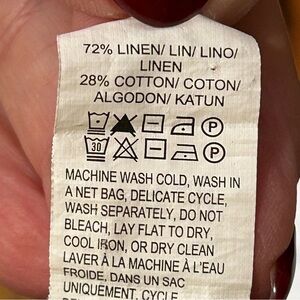 72% LINEN/ LIN/ LINO/
LINEN
28% COTTON/ COTON/
ALGODON/ KATUN
P
30 P
MACHINE WASH COLD, WASH IN
A NET BAG, DELICATE CYCLE,
WASH SEPARATELY, DO NOT
BLEACH, LAY FLAT TO DRY,
COOL IRON, OR DRY CLEAN
LAVER À LA MACHINE À L'EAU
FROIDE, DANS UN SAC
UNIQUEMENT, CYCLE